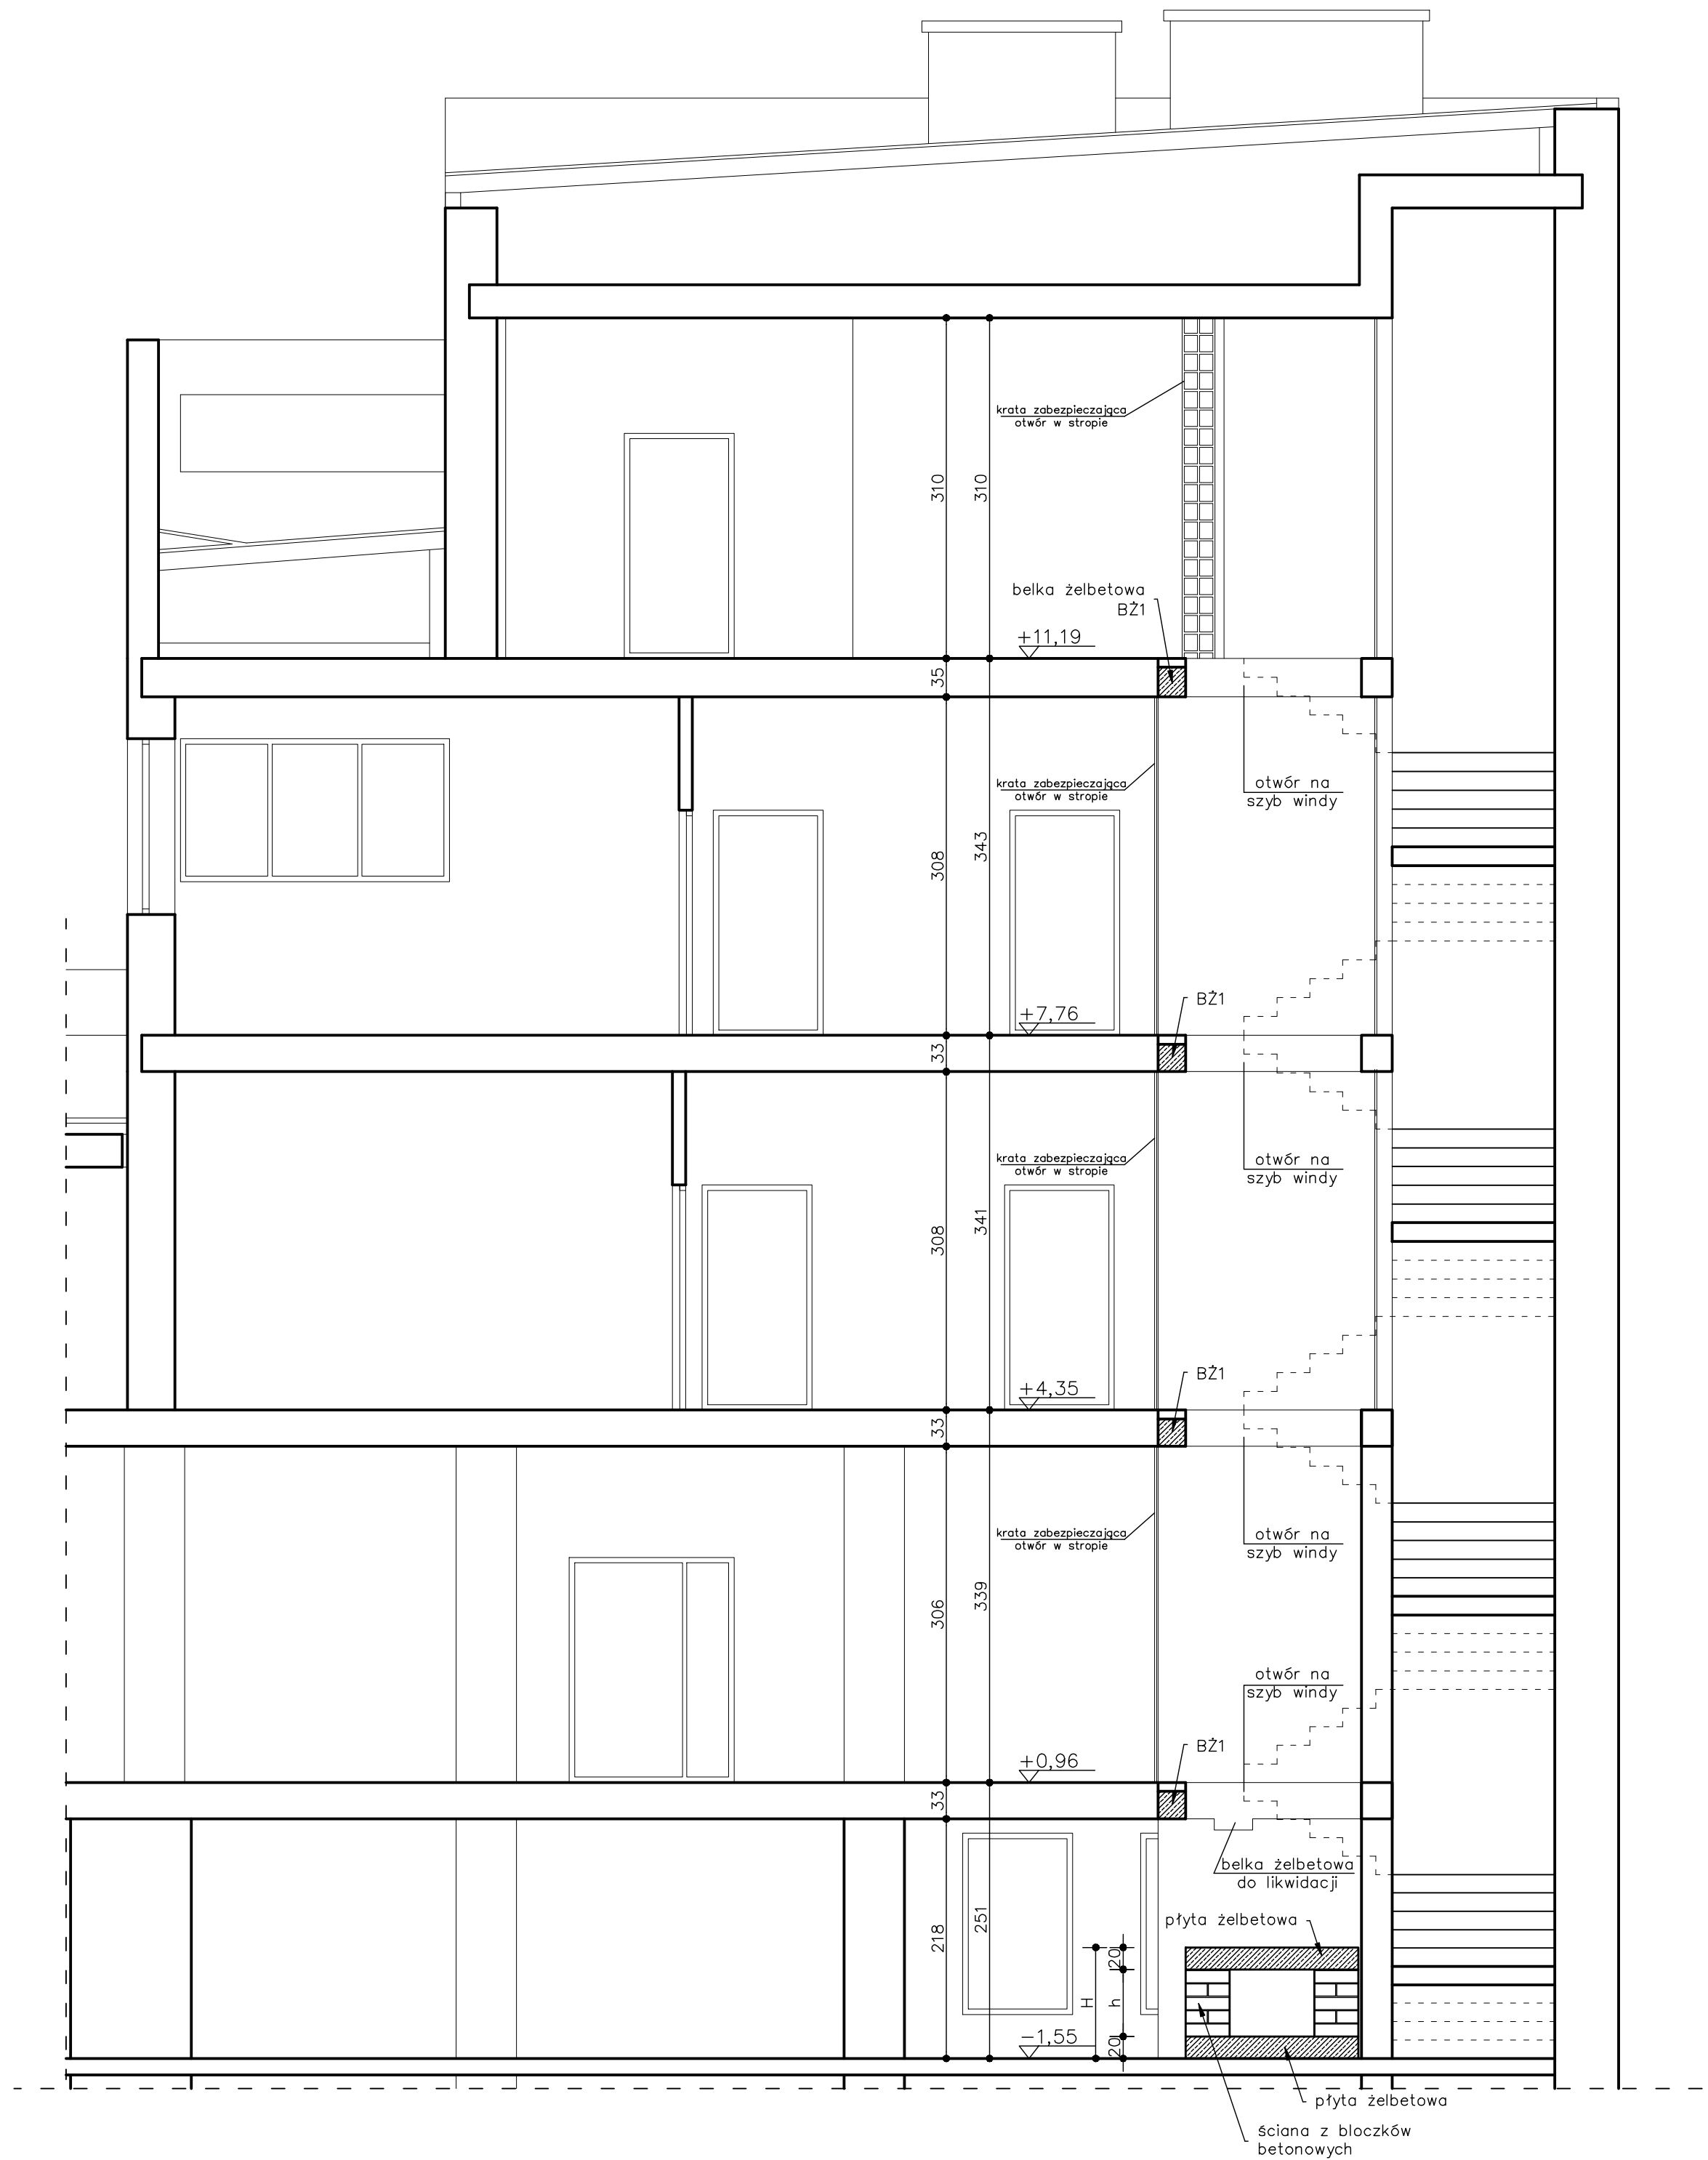 krata zabezpieczająca
otwór w stropie
310
310
belka żelbetowa
BŻ1
+11,19
35
krata zabezpieczająca
otwór w stropie
otwór na
szyb windy
308
343
BŻ1
+7,76
33
krata zabezpieczająca
otwór w stropie
otwór na
szyb windy
308
341
BŻ1
+4,35
33
krata zabezpieczająca
otwór w stropie
otwór na
szyb windy
306
339
otwór na
szyb windy
BŻ1
+0,96
33
belka żelbetowa
do likwidacji
płyta żelbetowa
218
251
20
H
h
-1,55
20
płyta żelbetowa
ściana z bloczków
betonowych